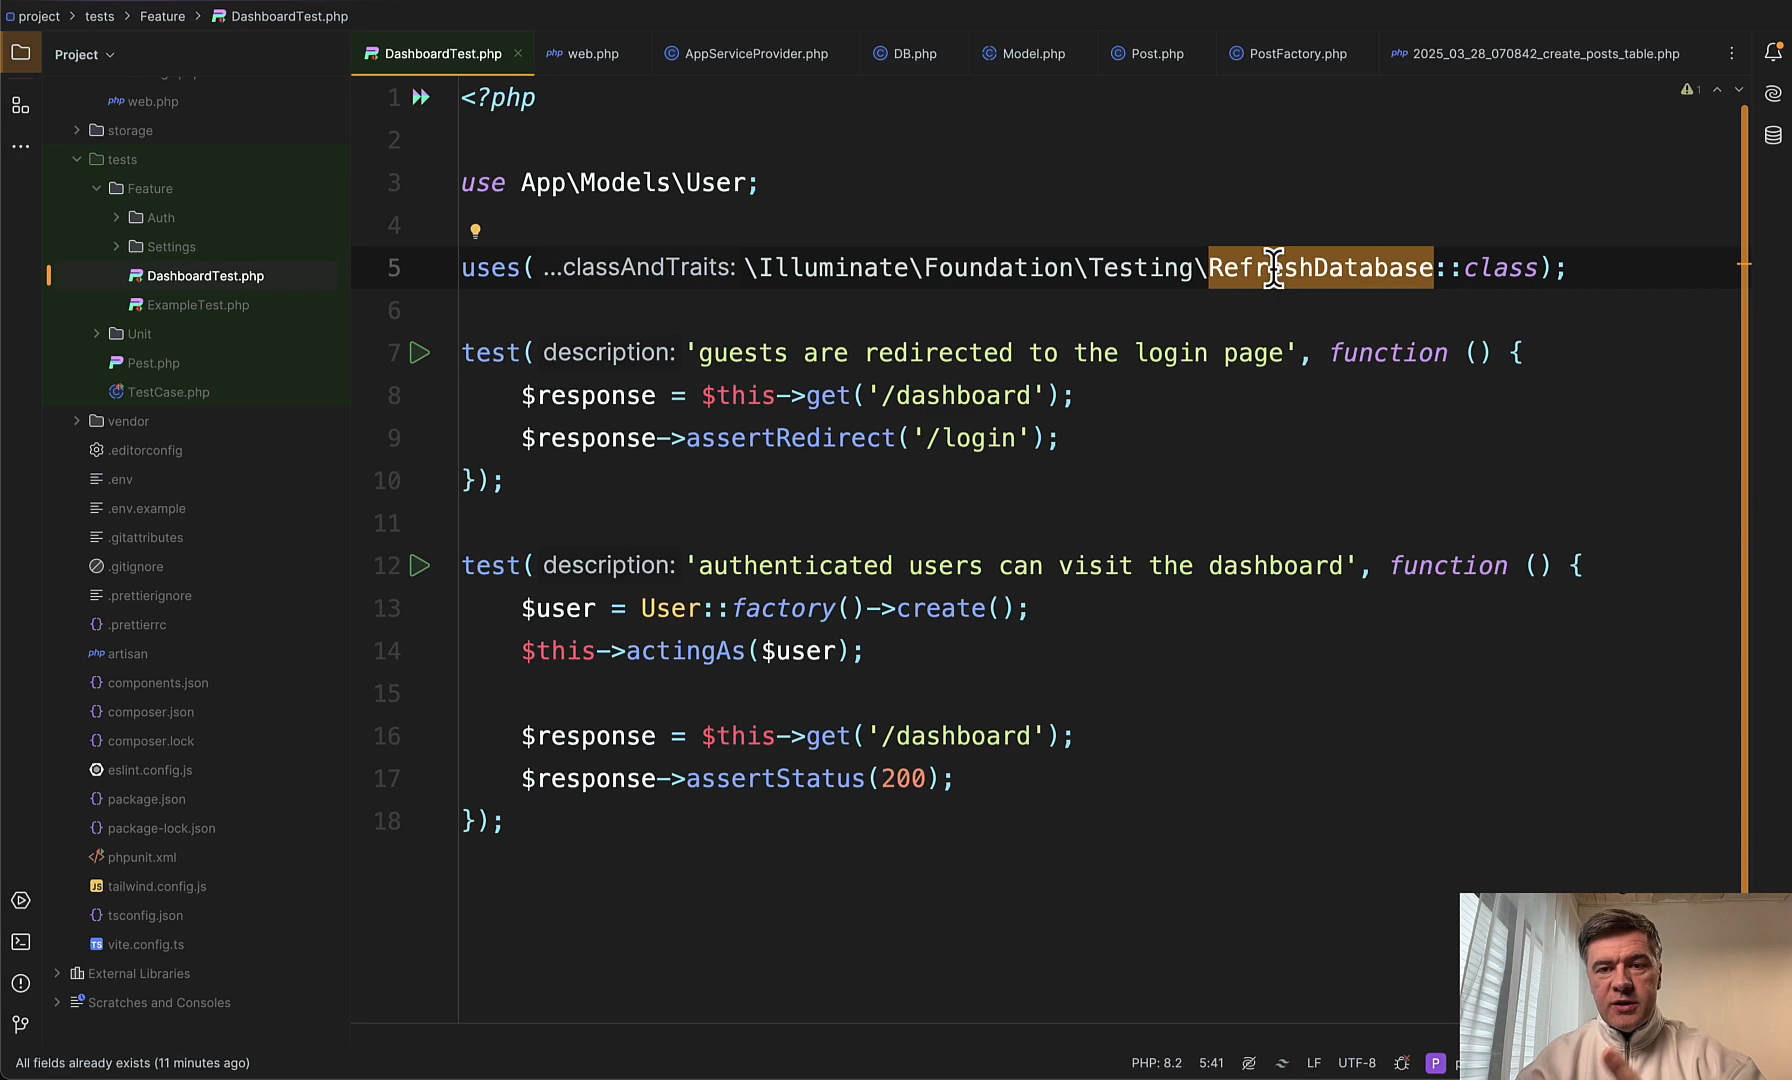 project > tests > Feature > DashboardTest.php
Project
DashboardTest.php
web.php
AppServiceProvider.php
DB.php
Model.php
Post.php
PostFactory.php
2025_03_28_070842_create_posts_table.php
web.php
storage
tests
Feature
Auth
Settings
DashboardTest.php
ExampleTest.php
Unit
Pest.php
TestCase.php
vendor
.editorconfig
.env
.env.example
.gitattributes
.gitignore
.prettierignore
.prettierrc
artisan
components.json
composer.json
composer.lock
eslint.config.js
package.json
package-lock.json
phpunit.xml
tailwind.config.js
tsconfig.json
vite.config.ts
External Libraries
Scratches and Consoles
1 <?php
2
3 use App\Models\User;
4
5 uses( ...classAndTraits: \Illuminate\Foundation\Testing\RefreshDatabase::class);
6
7 test( description: 'guests are redirected to the login page', function () {
8 $response = $this->get('/dashboard');
9 $response->assertRedirect('/login');
10 });
11
12 test( description: 'authenticated users can visit the dashboard', function () {
13 $user = User::factory()->create();
14 $this->actingAs($user);
15
16 $response = $this->get('/dashboard');
17 $response->assertStatus(200);
18 });
1
All fields already exists (11 minutes ago)
PHP: 8.2 5:41 LF UTF-8 P